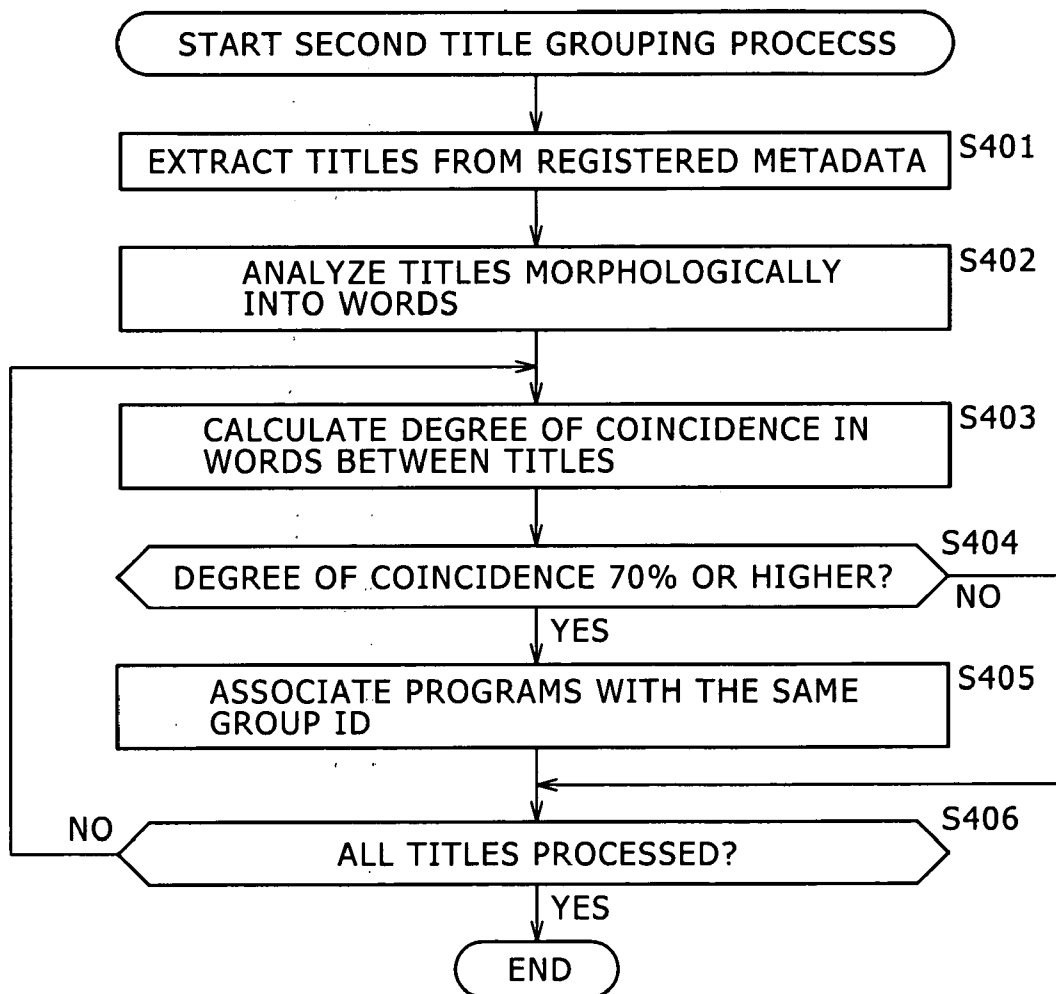 START SECOND TITLE GROUPING PROCECSS
EXTRACT TITLES FROM REGISTERED METADATA
S401
ANALYZE TITLES MORPHOLOGICALLY
INTO WORDS
S402
CALCULATE DEGREE OF COINCIDENCE IN
WORDS BETWEEN TITLES
S403
S404
DEGREE OF COINCIDENCE 70% OR HIGHER?
NO
YES
ASSOCIATE PROGRAMS WITH THE SAME
GROUP ID
S405
S406
NO
ALL TITLES PROCESSED?
YES
END